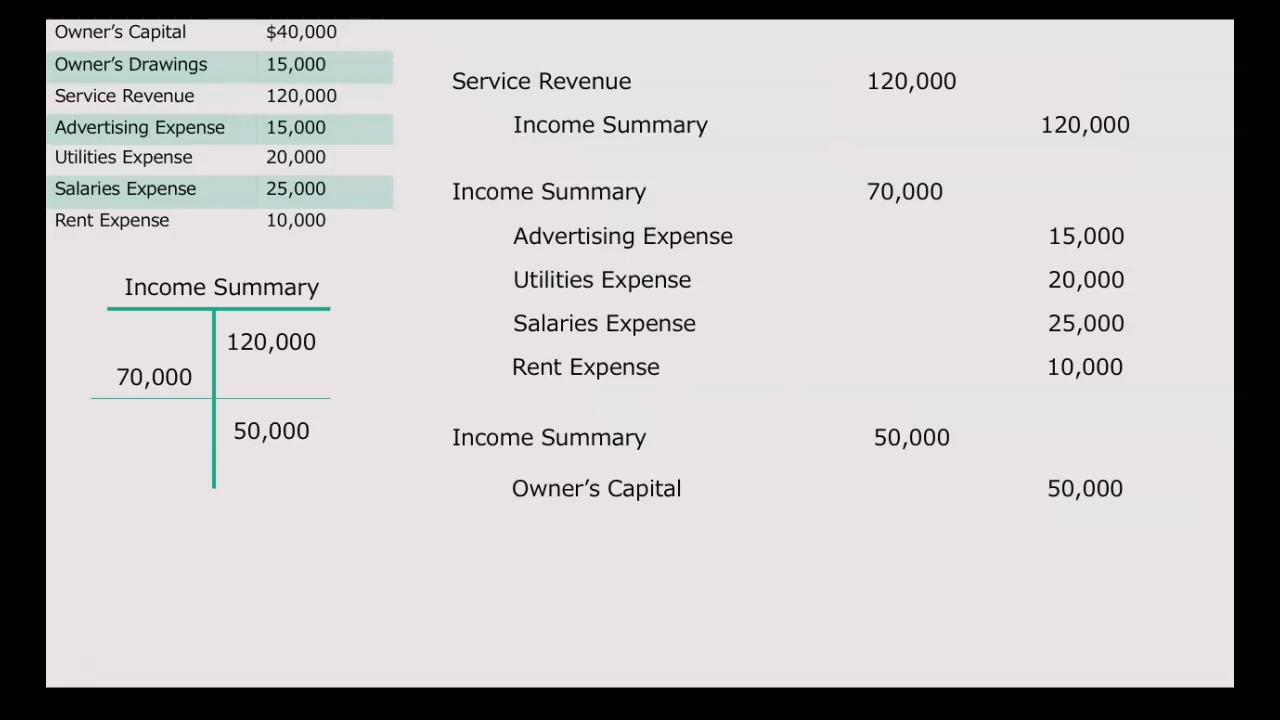 Owner’s Capital $40,000
Owner’s Drawings 15,000
Service Revenue 120,000
Advertising Expense 15,000
Utilities Expense 20,000
Salaries Expense 25,000
Rent Expense 10,000
Income Summary
120,000
70,000
50,000
Service Revenue 120,000
Income Summary 120,000
Income Summary 70,000
Advertising Expense 15,000
Utilities Expense 20,000
Salaries Expense 25,000
Rent Expense 10,000
Income Summary 50,000
Owner’s Capital 50,000